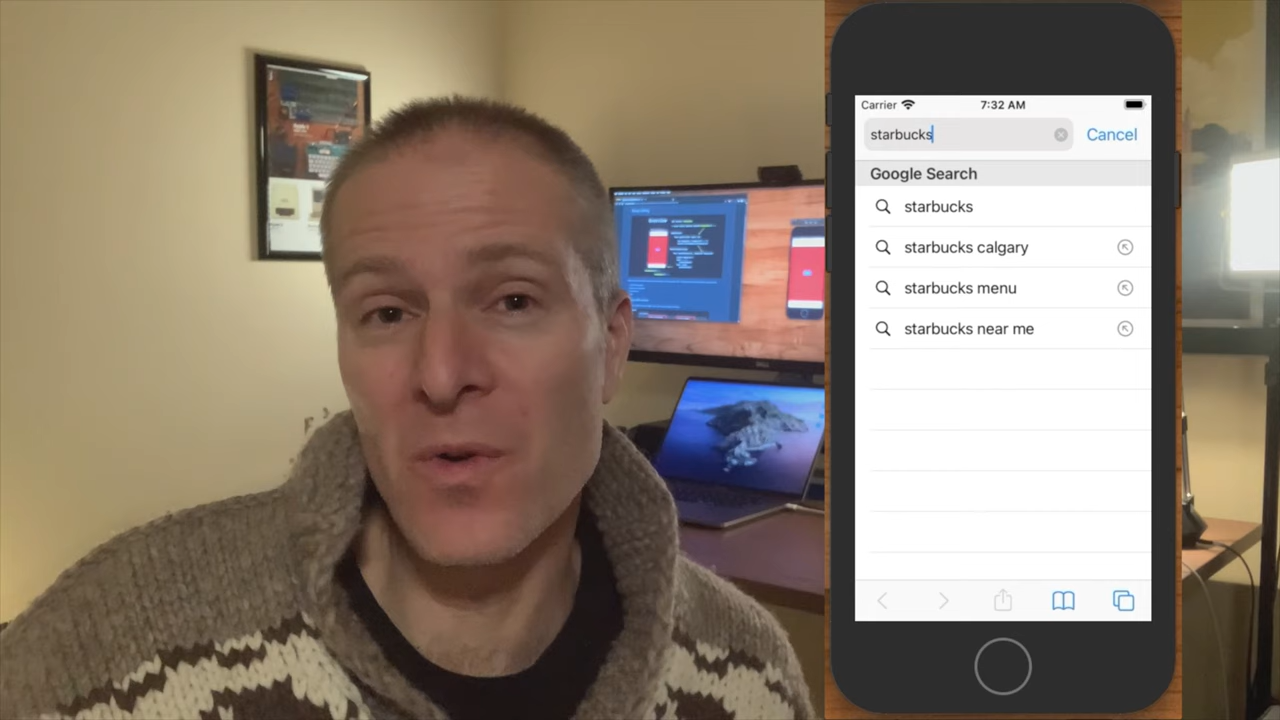 Carrier
7:32 AM
starbucks
Cancel
Google Search
starbucks
starbucks calgary
starbucks menu
starbucks near me